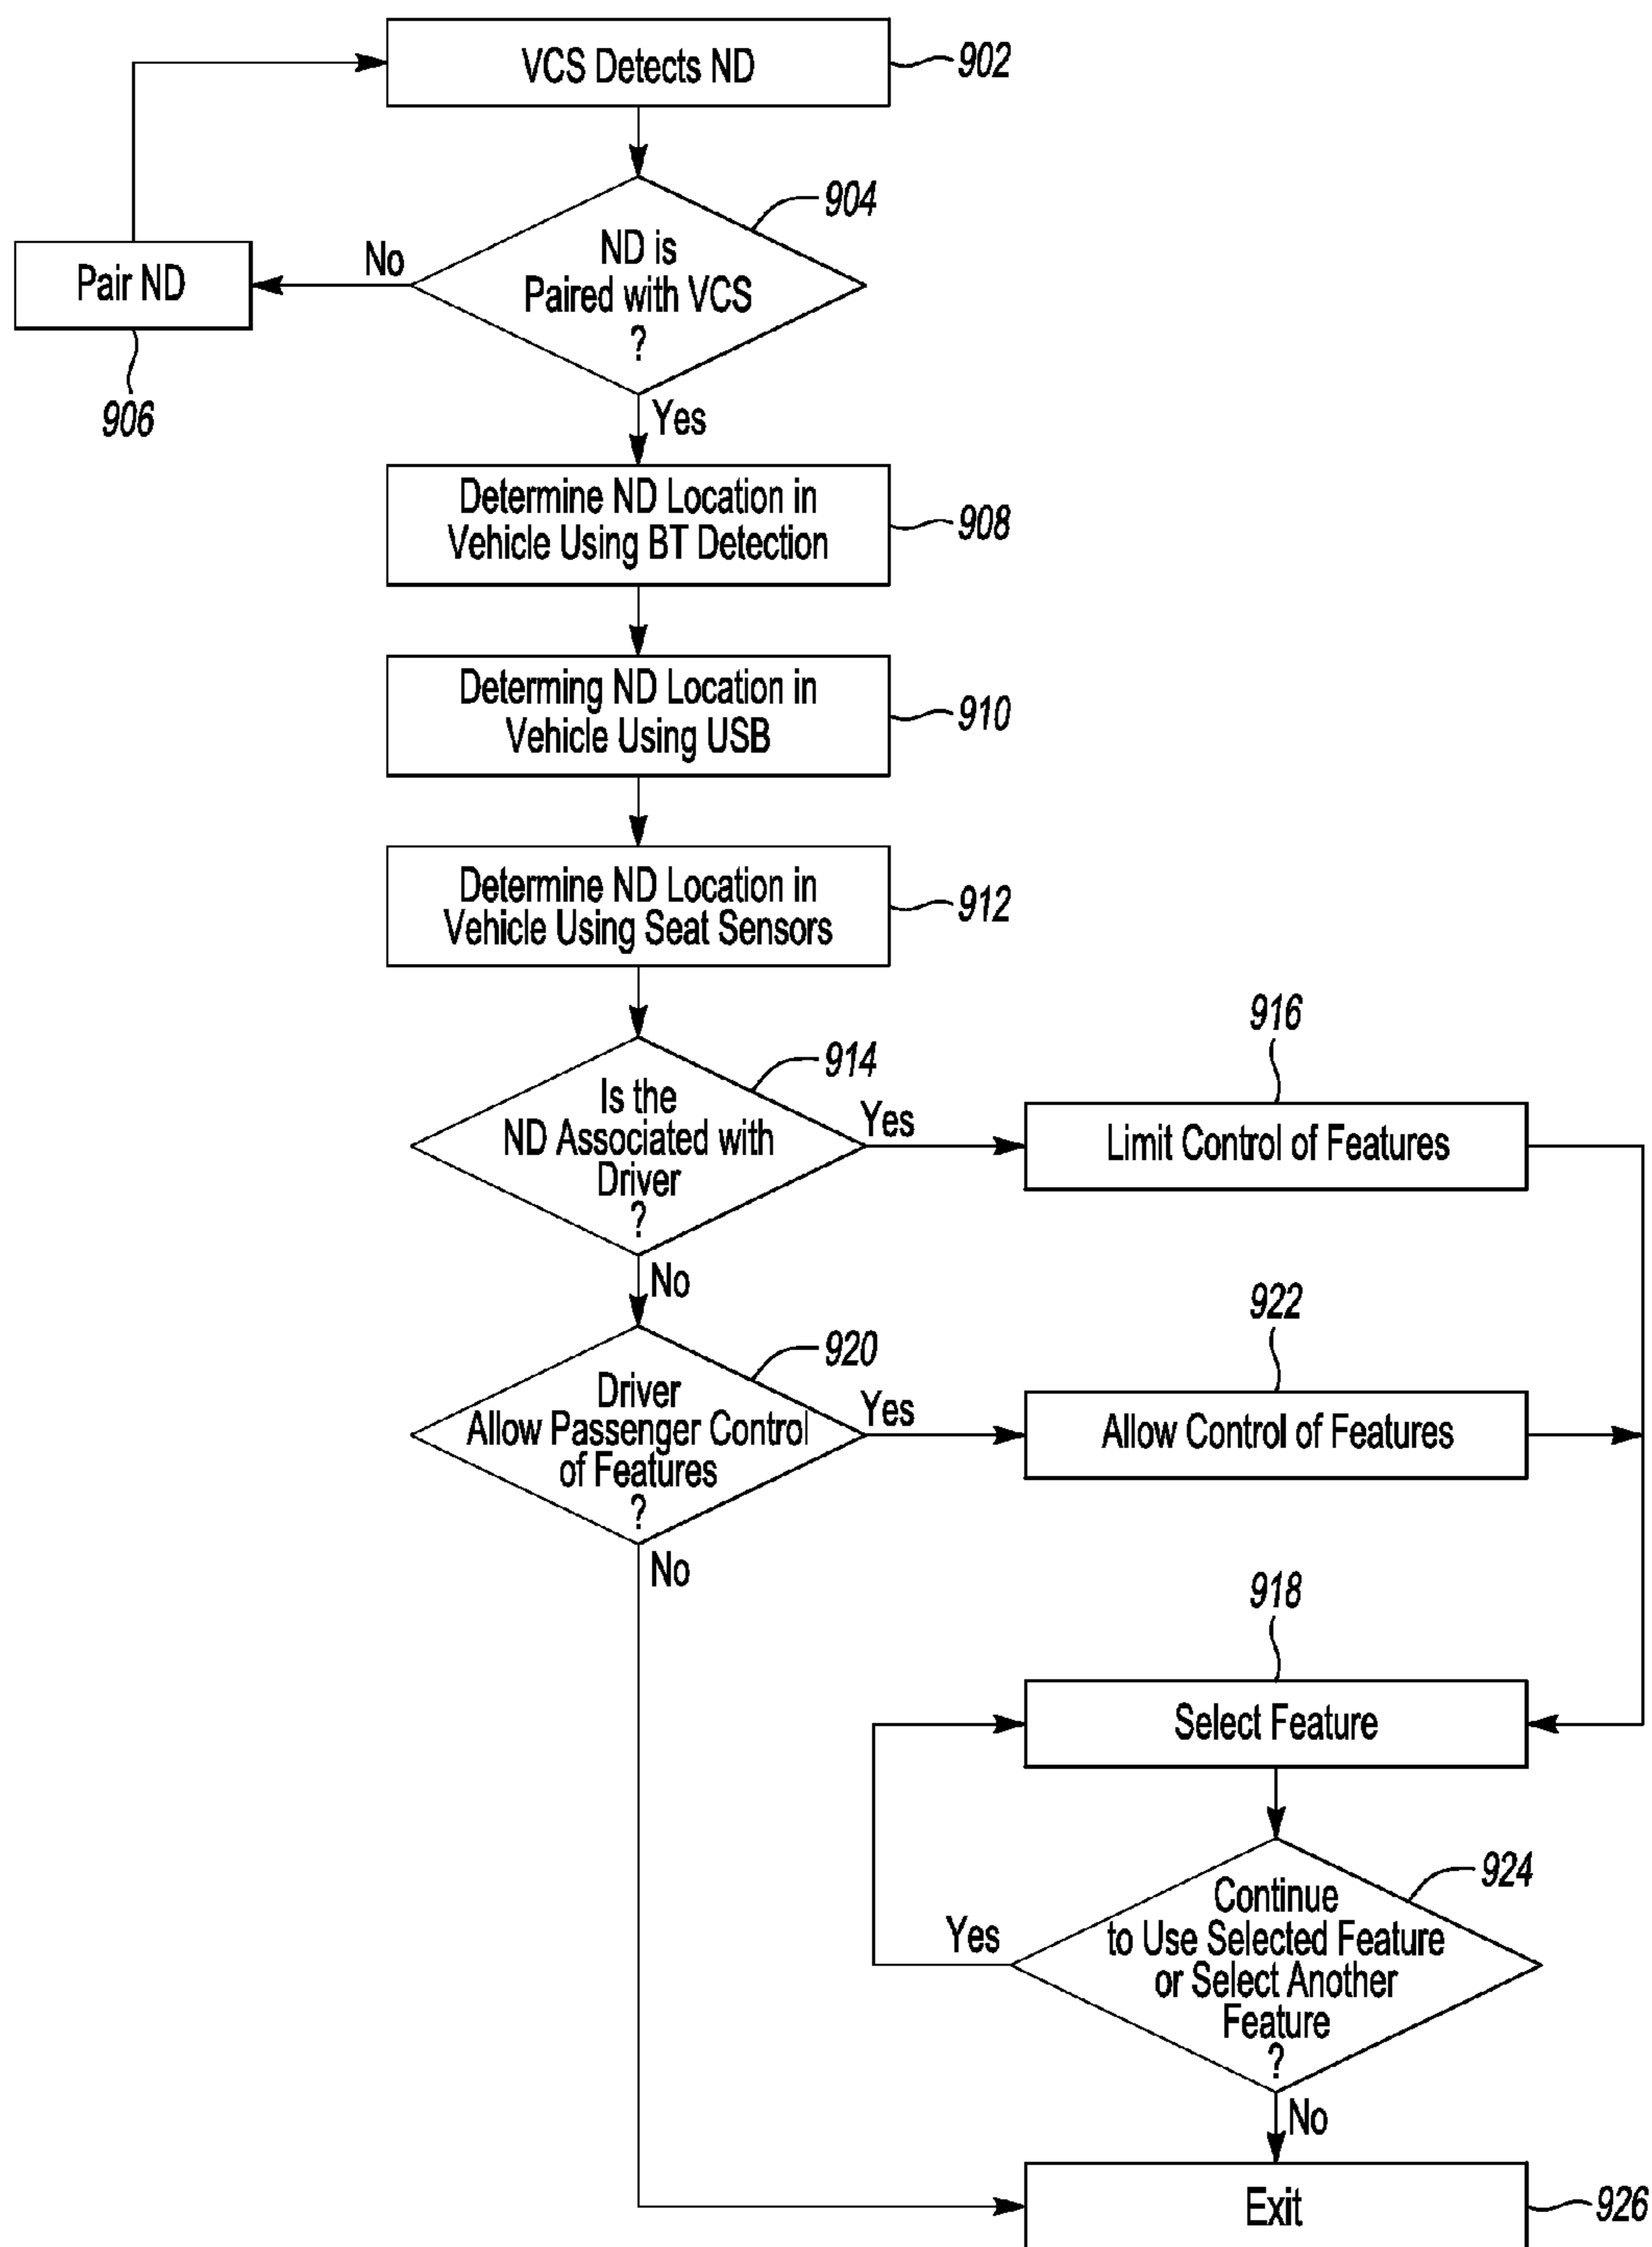 VCS Detects ND
902
904
ND is
Paired with VCS
?
No
Pair ND
906
Yes
Determine ND Location in
Vehicle Using BT Detection
908
Determing ND Location in
Vehicle Using USB
910
Determine ND Location in
Vehicle Using Seat Sensors
912
914
Is the
ND Associated with
Driver
?
Yes
916
Limit Control of Features
No
920
Driver
Allow Passenger Control
of Features
?
Yes
922
Allow Control of Features
No
918
Select Feature
924
Continue
to Use Selected Feature
or Select Another
Feature
?
Yes
No
Exit
926